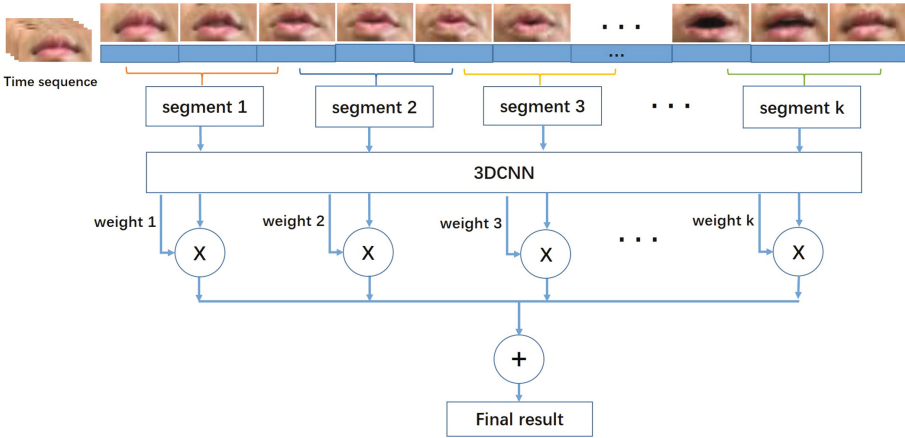 . . .
...
Time sequence
segment 1
segment 2
segment 3
. . .
segment k
3DCNN
weight 1
weight 2
weight 3
weight k
X
X
X
. . .
X
+
Final result